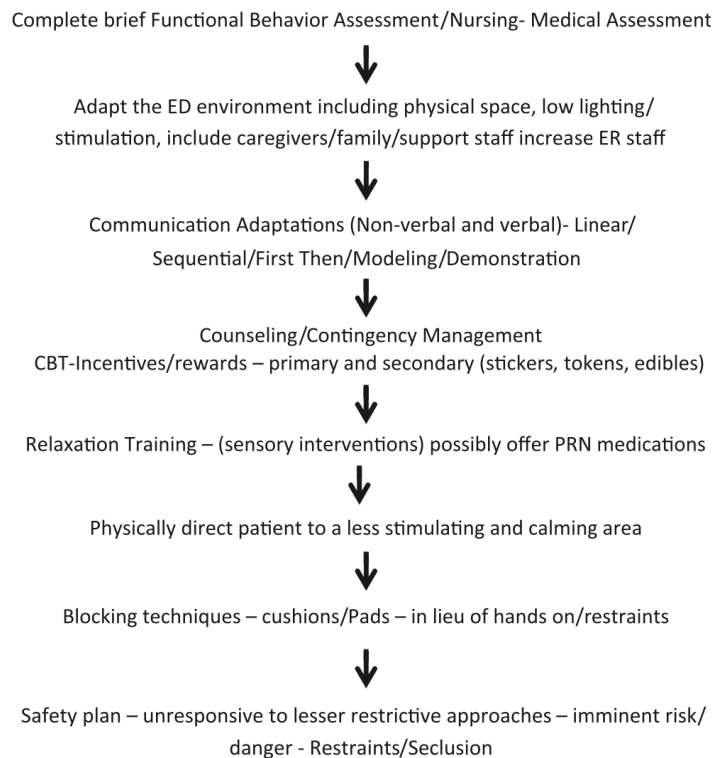 Complete brief Functional Behavior Assessment/Nursing- Medical Assessment
Adapt the ED environment including physical space, low lighting/
stimulation, include caregivers/family/support staff increase ER staff
Communication Adaptations (Non-verbal and verbal)- Linear/
Sequential/First Then/Modeling/Demonstration
Counseling/Contingency Management
CBT-Incentives/rewards – primary and secondary (stickers, tokens, edibles)
Relaxation Training – (sensory interventions) possibly offer PRN medications
Physically direct patient to a less stimulating and calming area
Blocking techniques – cushions/Pads – in lieu of hands on/restraints
Safety plan – unresponsive to lesser restrictive approaches – imminent risk/
danger - Restraints/Seclusion